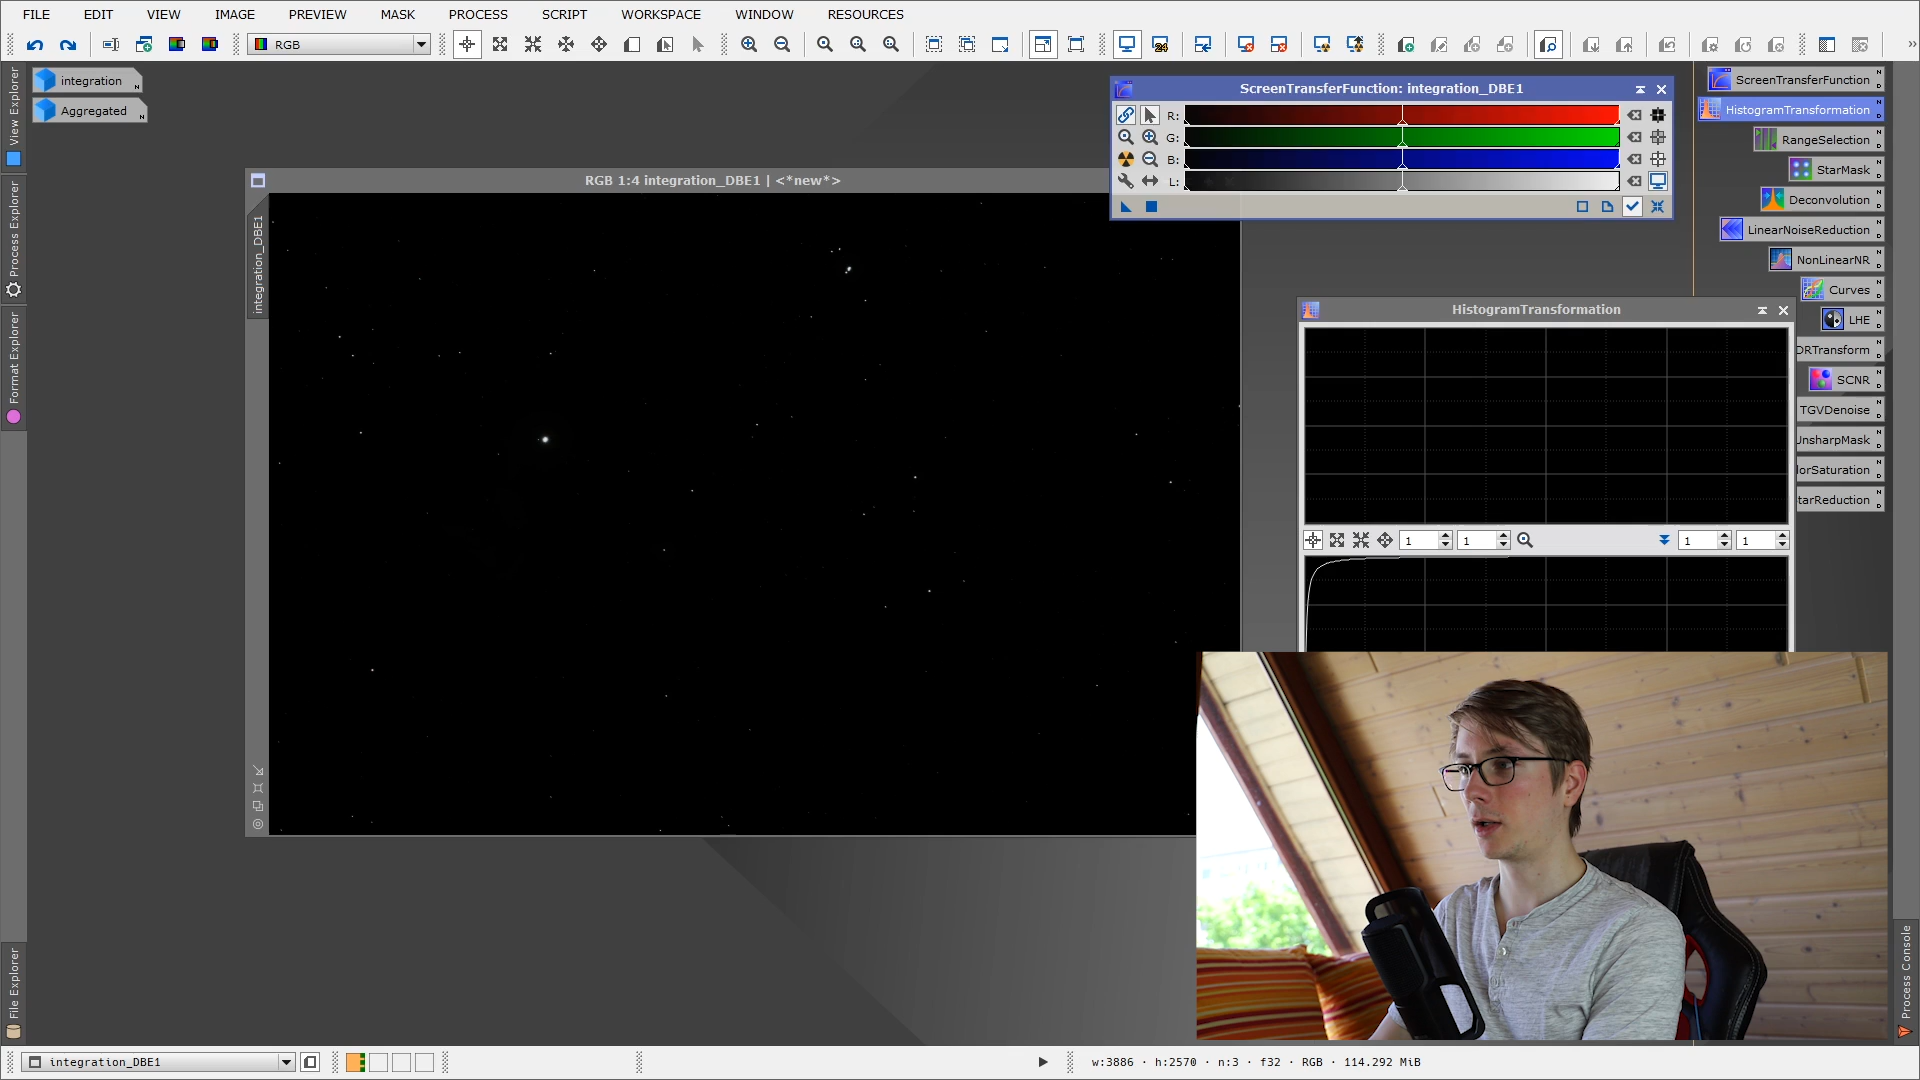 FILE EDIT VIEW IMAGE PREVIEW MASK PROCESS SCRIPT WORKSPACE WINDOW RESOURCES
RGB
24
View Explorer
Process Explorer
Format Explorer
File Explorer
integration
Aggregated
RGB 1:4 integration_DBE1 | <*new*>
integration_DBE1
ScreenTransferFunction: integration_DBE1
R:
G:
B:
L:
ScreenTransferFunction
HistogramTransformation
RangeSelection
StarMask
Deconvolution
LinearNoiseReduction
NonLinearNR
Curves
LHE
DRTransform
SCNR
TGVDenoise
UnsharpMask
lorSaturation
tarReduction
HistogramTransformation
1 1 1 1
Process Console
integration_DBE1
w:3886 · h:2570 · n:3 · f32 · RGB · 114.292 MiB